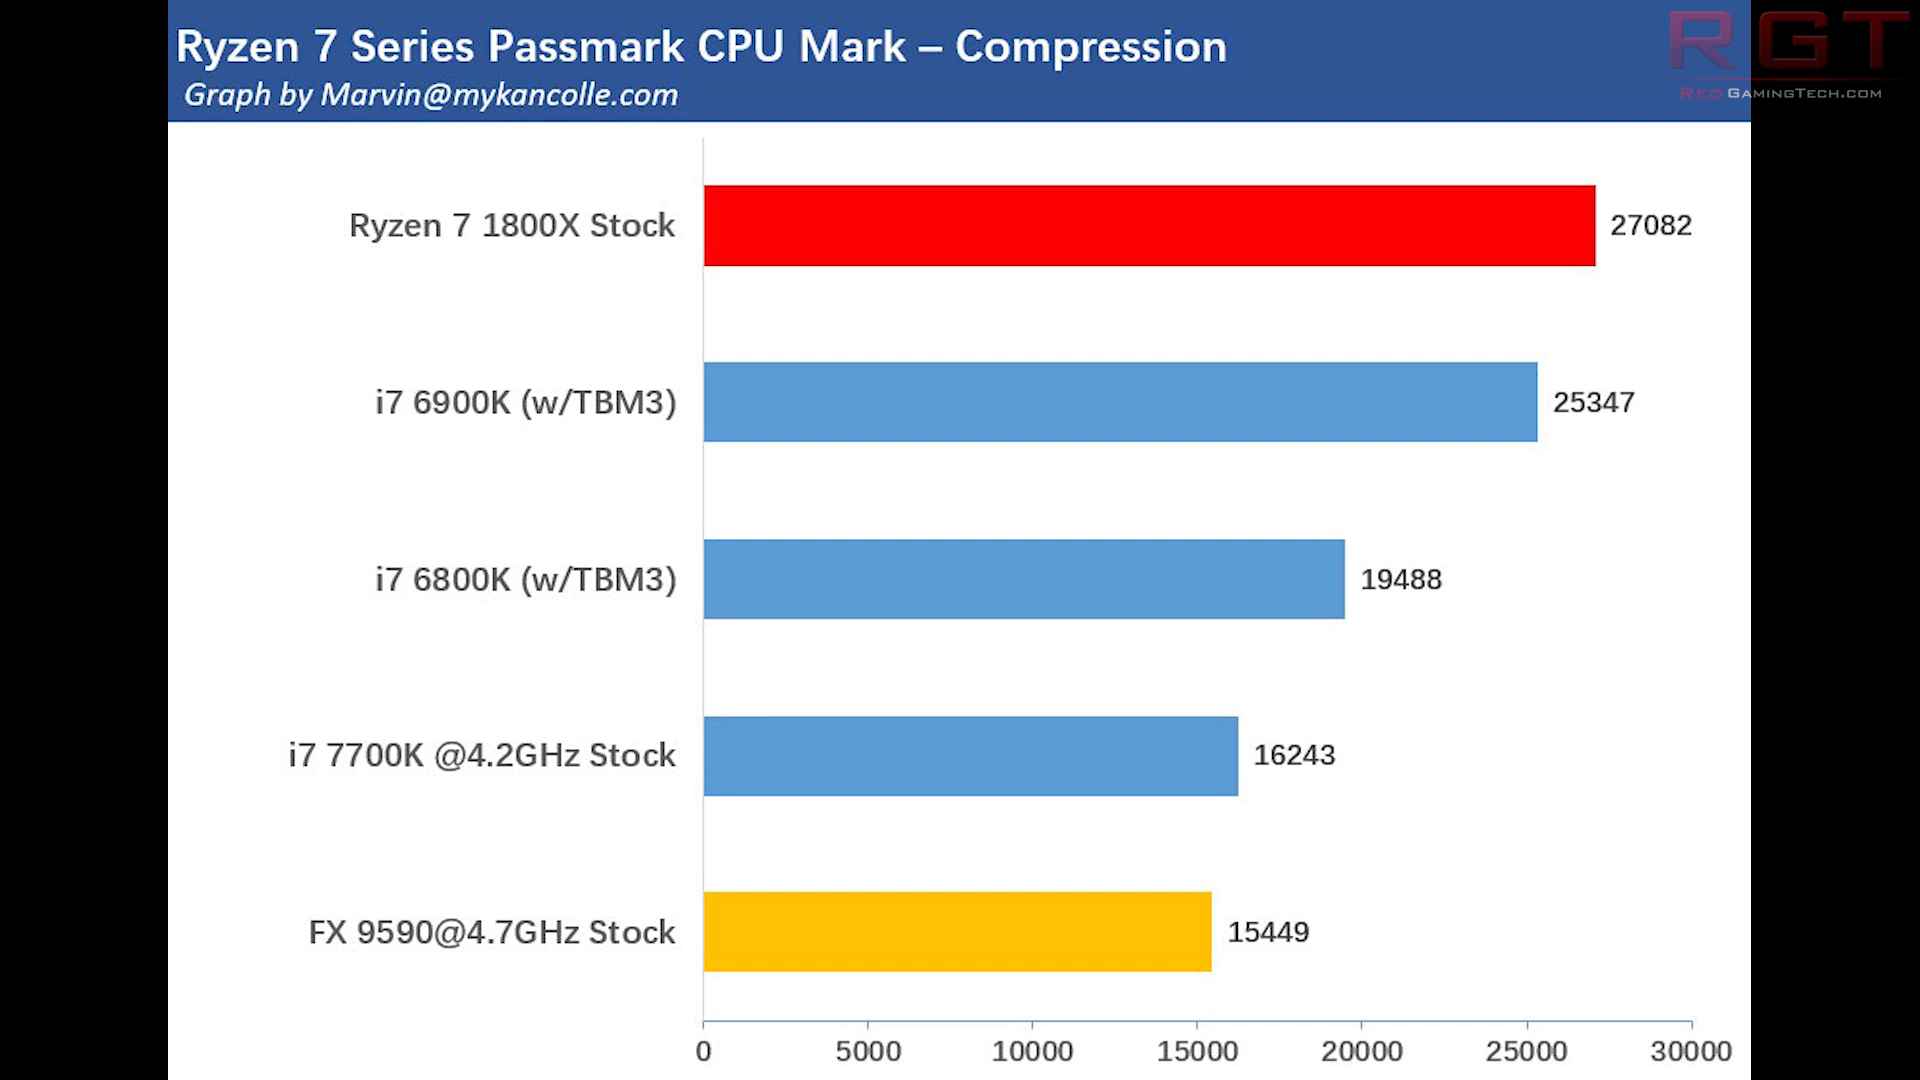 Ryzen 7 Series Passmark CPU Mark – Compression
Graph by Marvin@mykancolle.com
RGT
RedGamingTech.com
Ryzen 7 1800X Stock 27082
i7 6900K (w/TBM3) 25347
i7 6800K (w/TBM3) 19488
i7 7700K @4.2GHz Stock 16243
FX 9590@4.7GHz Stock 15449
0 5000 10000 15000 20000 25000 30000